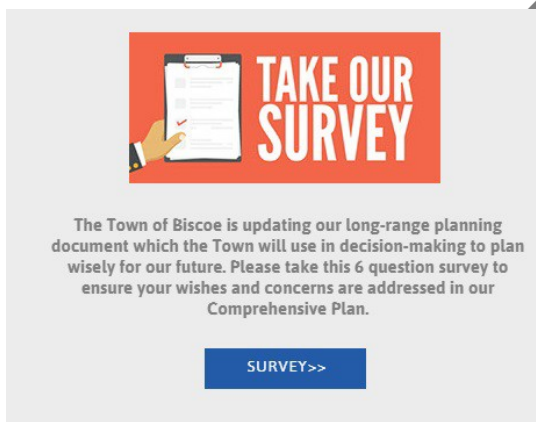 TAKE OUR
SURVEY
The Town of Biscoe is updating our long-range planning
document which the Town will use in decision-making to plan
wisely for our future. Please take this 6 question survey to
ensure your wishes and concerns are addressed in our
Comprehensive Plan.
SURVEY>>